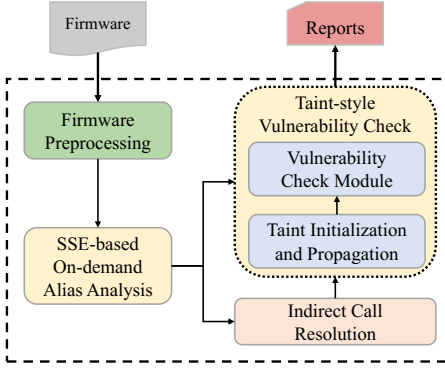 Firmware
Reports
Firmware
Preprocessing
SSE-based
On-demand
Alias Analysis
Taint-style
Vulnerability Check
Vulnerability
Check Module
Taint Initialization
and Propagation
Indirect Call
Resolution